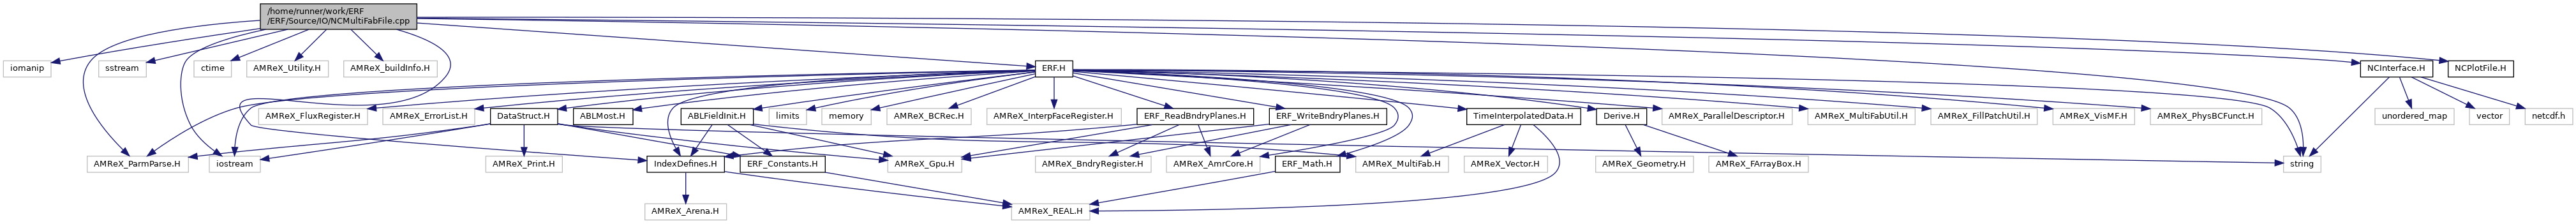 /home/runner/work/ERF
/ERF/Source/IO/NCMultiFabFile.cpp
iomanip
sstream
ctime
AMReX_Utility.H
AMReX_buildInfo.H
ERF.H
NCInterface.H
NCPlotFile.H
AMReX_FluxRegister.H
AMReX_ErrorList.H
DataStruct.H
ABLMost.H
ABLFieldInit.H
limits
memory
AMReX_BCRec.H
AMReX_InterpFaceRegister.H
ERF_ReadBndryPlanes.H
ERF_WriteBndryPlanes.H
TimeInterpolatedData.H
Derive.H
AMReX_ParallelDescriptor.H
AMReX_MultiFabUtil.H
AMReX_FillPatchUtil.H
AMReX_VisMF.H
AMReX_PhysBCFunct.H
unordered_map
vector
netcdf.h
AMReX_ParmParse.H
iostream
AMReX_Print.H
IndexDefines.H
ERF_Constants.H
AMReX_Gpu.H
AMReX_BndryRegister.H
AMReX_AmrCore.H
ERF_Math.H
AMReX_MultiFab.H
AMReX_Vector.H
AMReX_Geometry.H
AMReX_FArrayBox.H
string
AMReX_Arena.H
AMReX_REAL.H